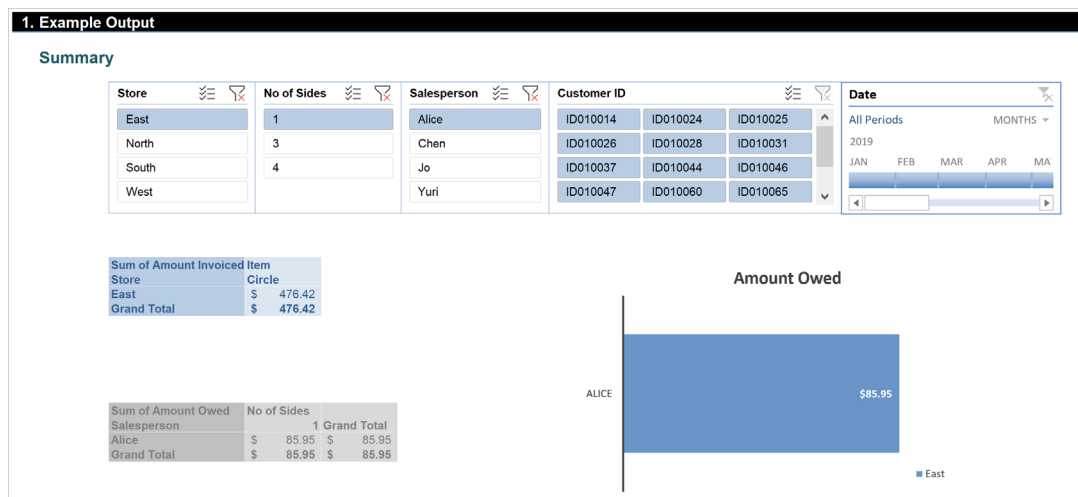 1. Example Output
Summary
Store
East
North
South
West
No of Sides
1
3
4
Salesperson
Alice
Chen
Jo
Yuri
Customer ID
ID010014 ID010024 ID010025
ID010026 ID010028 ID010031
ID010037 ID010044 ID010046
ID010047 ID010060 ID010065
Date
All Periods MONTHS
2019
JAN FEB MAR APR MA
Sum of Amount Invoiced Item
Store Circle
East $ 476.42
Grand Total $ 476.42
Sum of Amount Owed No of Sides
Salesperson 1 Grand Total
Alice $ 85.95 $ 85.95
Grand Total $ 85.95 $ 85.95
Amount Owed
ALICE
$85.95
East